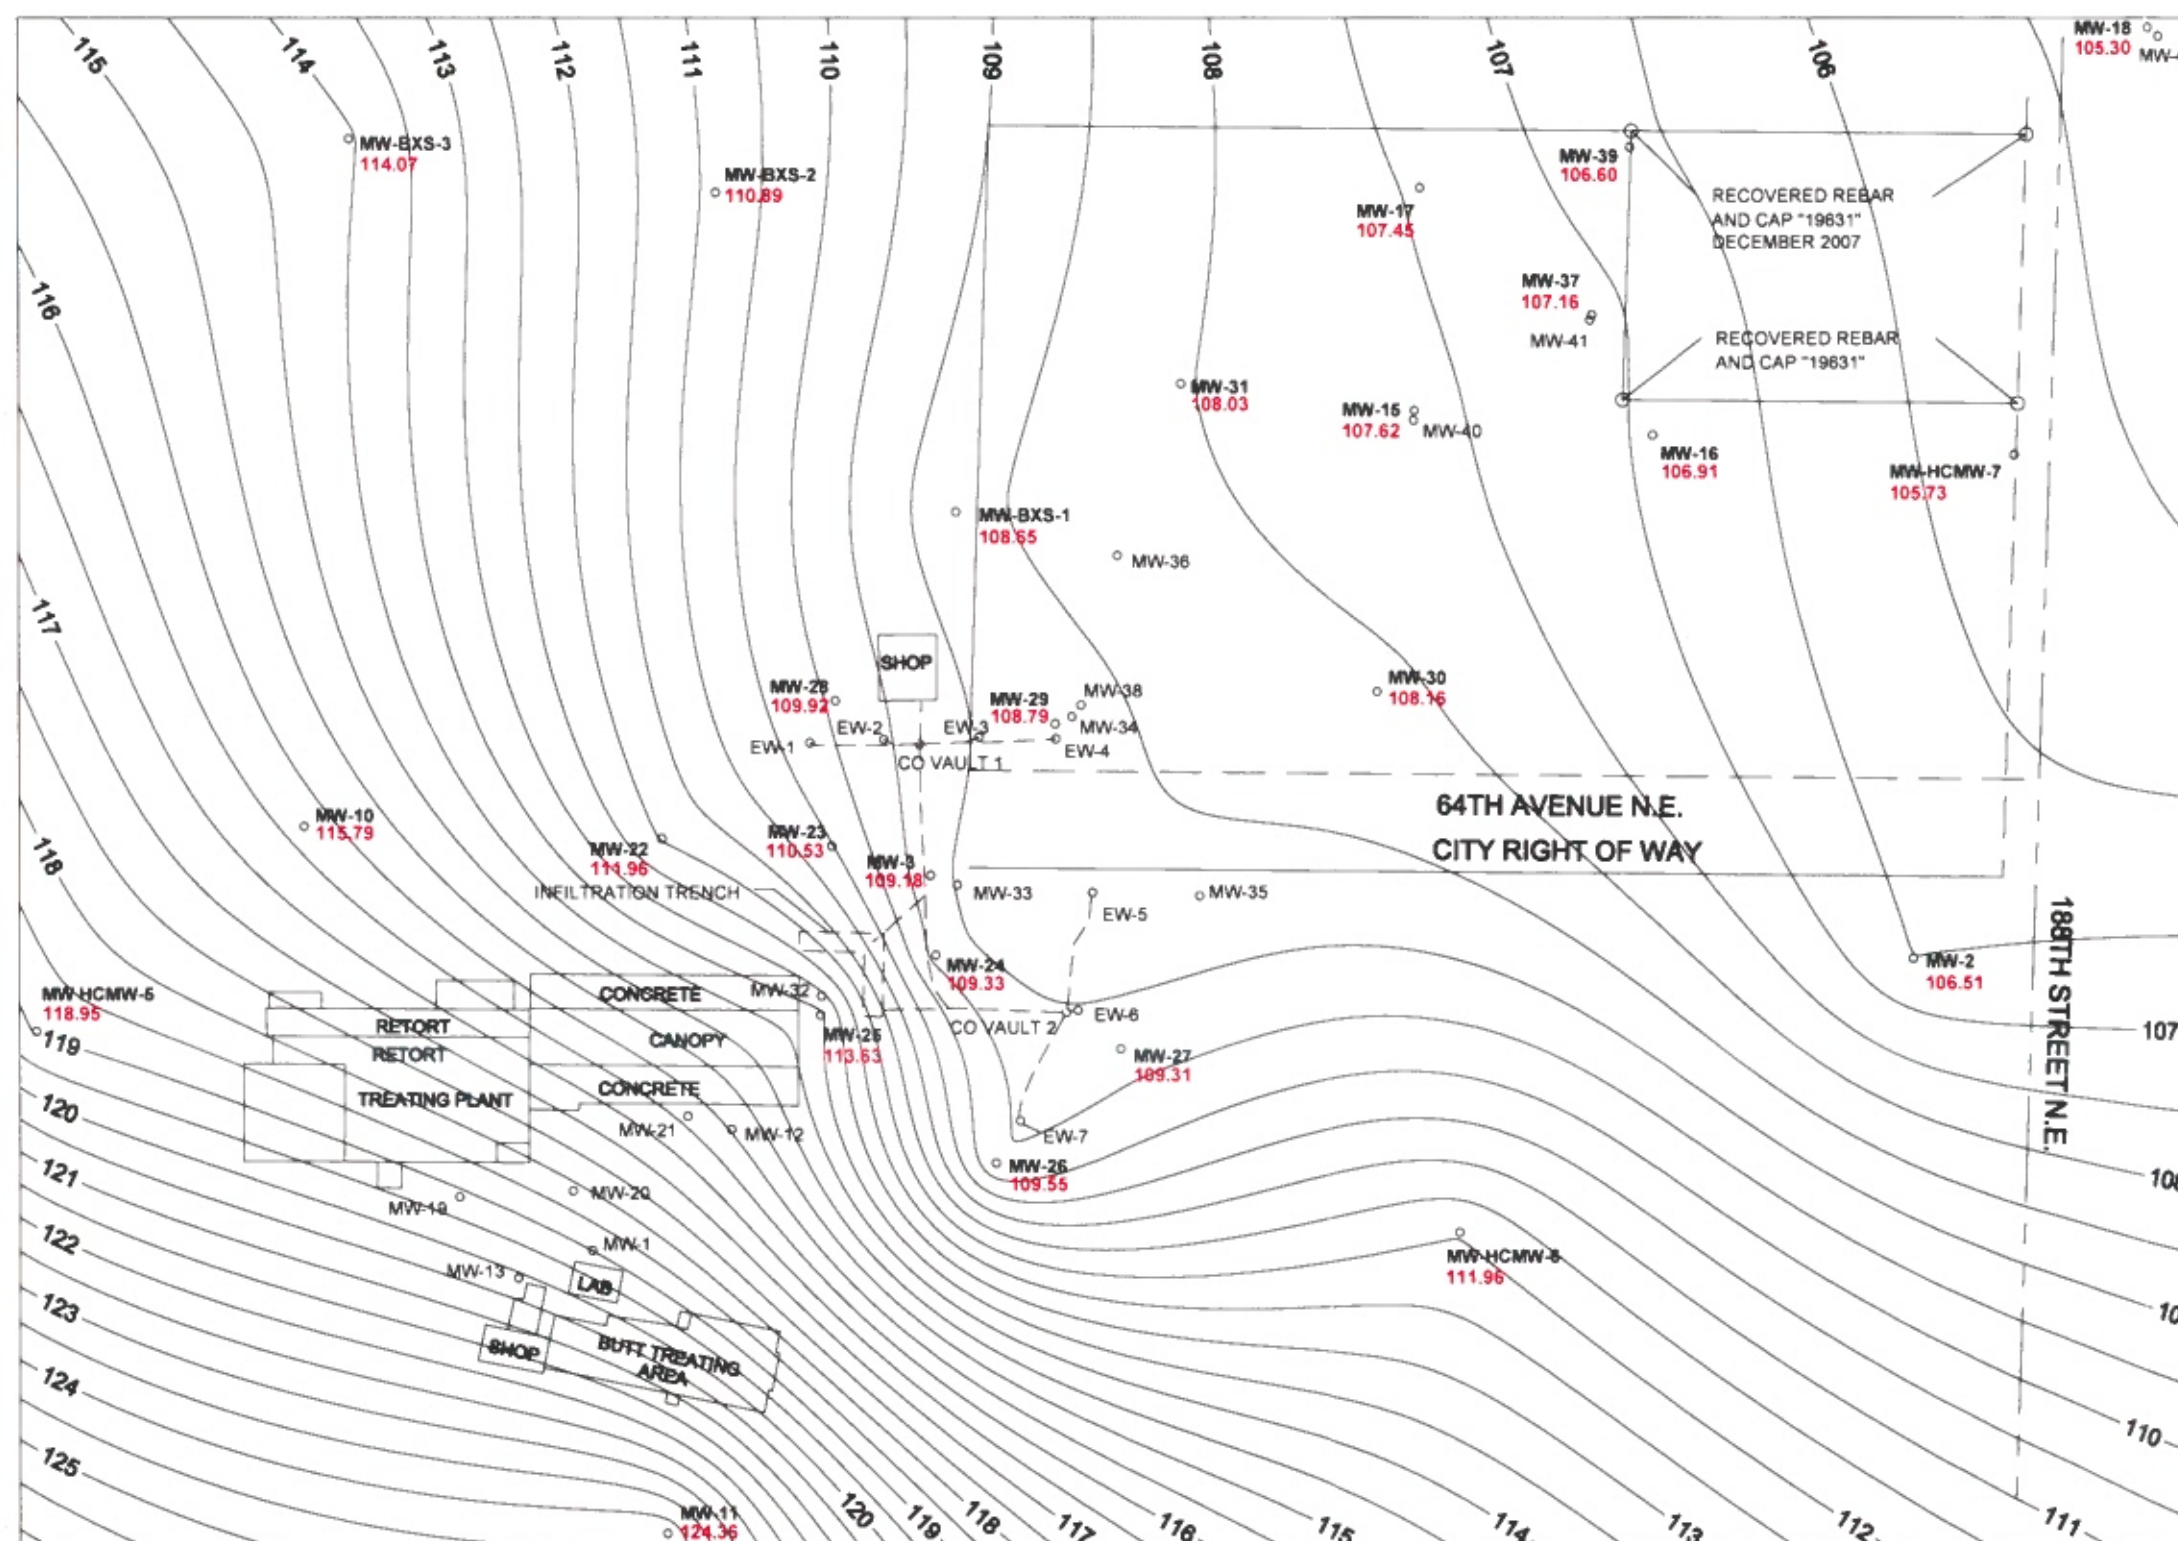 115
114
113
112
111
110
109
108
107
106
MW-18
105.30
MW-BXS-3
114.07
MW-BXS-2
110.89
MW-39
106.60
RECOVERED REBAR
AND CAP "19631"
DECEMBER 2007
MW-17
107.45
MW-37
107.16
MW-41
116
RECOVERED REBAR
AND CAP "19631"
MW-31
108.03
MW-15
107.62
MW-40
MW-16
106.91
MW-HCMW-7
105.73
MW-BXS-1
108.65
MW-36
117
SHOP
MW-28
109.92
EW-2
EW-1
EW-3
MW-29
108.79
MW-38
MW-34
EW-4
MW-30
108.16
CO VAULT 1
64TH AVENUE N.E.
CITY RIGHT OF WAY
MW-10
115.79
118
MW-22
111.96
MW-23
110.53
MW-3
109.18
INFILTRATION TRENCH
MW-33
EW-5
MW-35
188TH STREET N.E.
MW-24
109.33
MW-2
106.51
MW-HCMW-5
118.95
CONCRETE
MW-32
RETORT
CANOPY
MW-25
113.63
CO VAULT 2
EW-6
107
119
RETORT
MW-27
109.31
CONCRETE
TREATING PLANT
120
MW-21
MW-12
EW-7
121
MW-26
109.55
MW-19
MW-20
122
MW-1
MW-13
LAB
MW-HCMW-6
111.96
123
SHOP
BUTT TREATING
AREA
124
125
110
MW-11
124.36
120
119
118
117
116
115
114
113
112
111